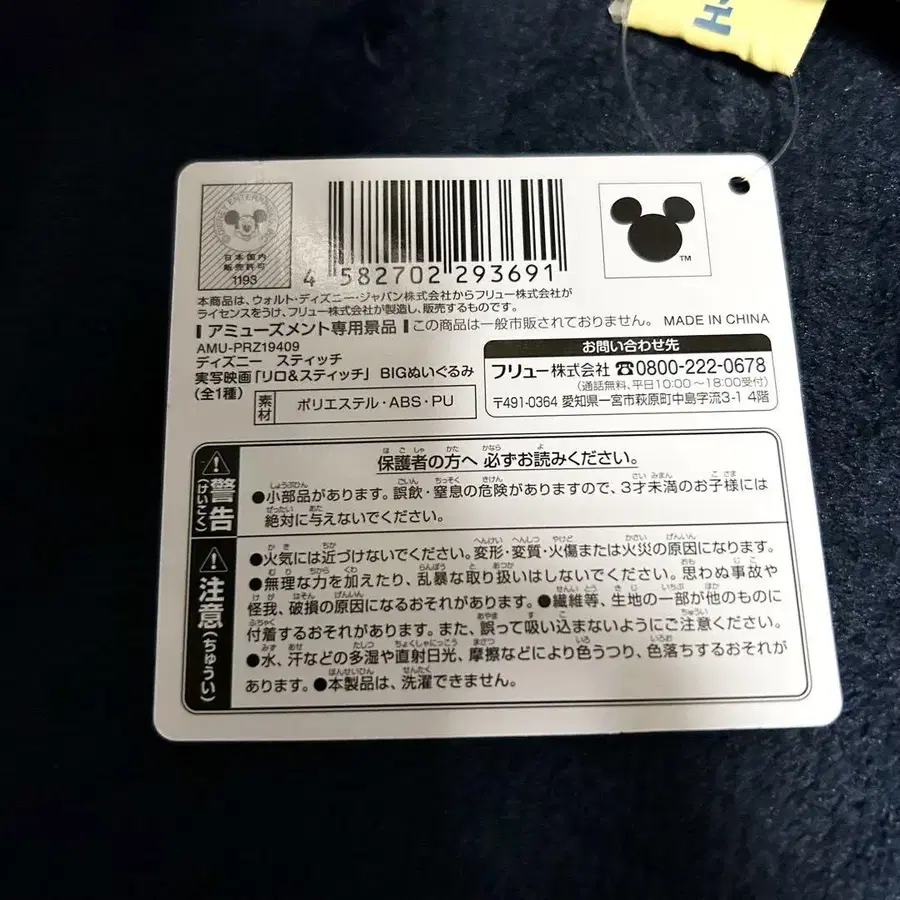 H
日本国内
販売許可
1193
4 582702 293691
TM
本商品は、ウォルト・ディズニー・ジャパン株式会社からフリュー株式会社が
ライセンスをうけ、フリュー株式会社が製造し、販売するものです。
アミューズメント専用景品 この商品は一般市販されておりません。 MADE IN CHINA
AMU-PRZ19409
ディズニー スティッチ
実写映画「リロ&スティッチ」 BIGぬいぐるみ
(全1種)
素材
ポリエステル・ABS・PU
お問い合わせ先
フリュー株式会社 ☎0800-222-0678
(通話無料、平日10:00~18:00受付)
〒491-0364 愛知県一宮市萩原町中島字流3-1 4階
保護者の方へ 必ずお読みください。
警告(けいこく)
●小部品があります。誤飲・窒息の危険がありますので、3才未満のお子様には
絶対に与えないでください。
注意(ちゅうい)
●火気には近づけないでください。変形・変質・火傷または火災の原因になります。
●無理な力を加えたり、乱暴な取り扱いはしないでください。思わぬ事故や
怪我、破損の原因になるおそれがあります。●繊維等、生地の一部が他のものに
付着するおそれがあります。また、誤って吸い込まないようにご注意ください。
●水、汗などの多湿や直射日光、摩擦などにより色うつり、色落ちするおそれが
あります。●本製品は、洗濯できません。